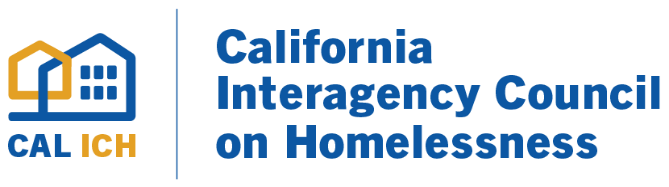 CAL ICH
California
Interagency Council
on Homelessness